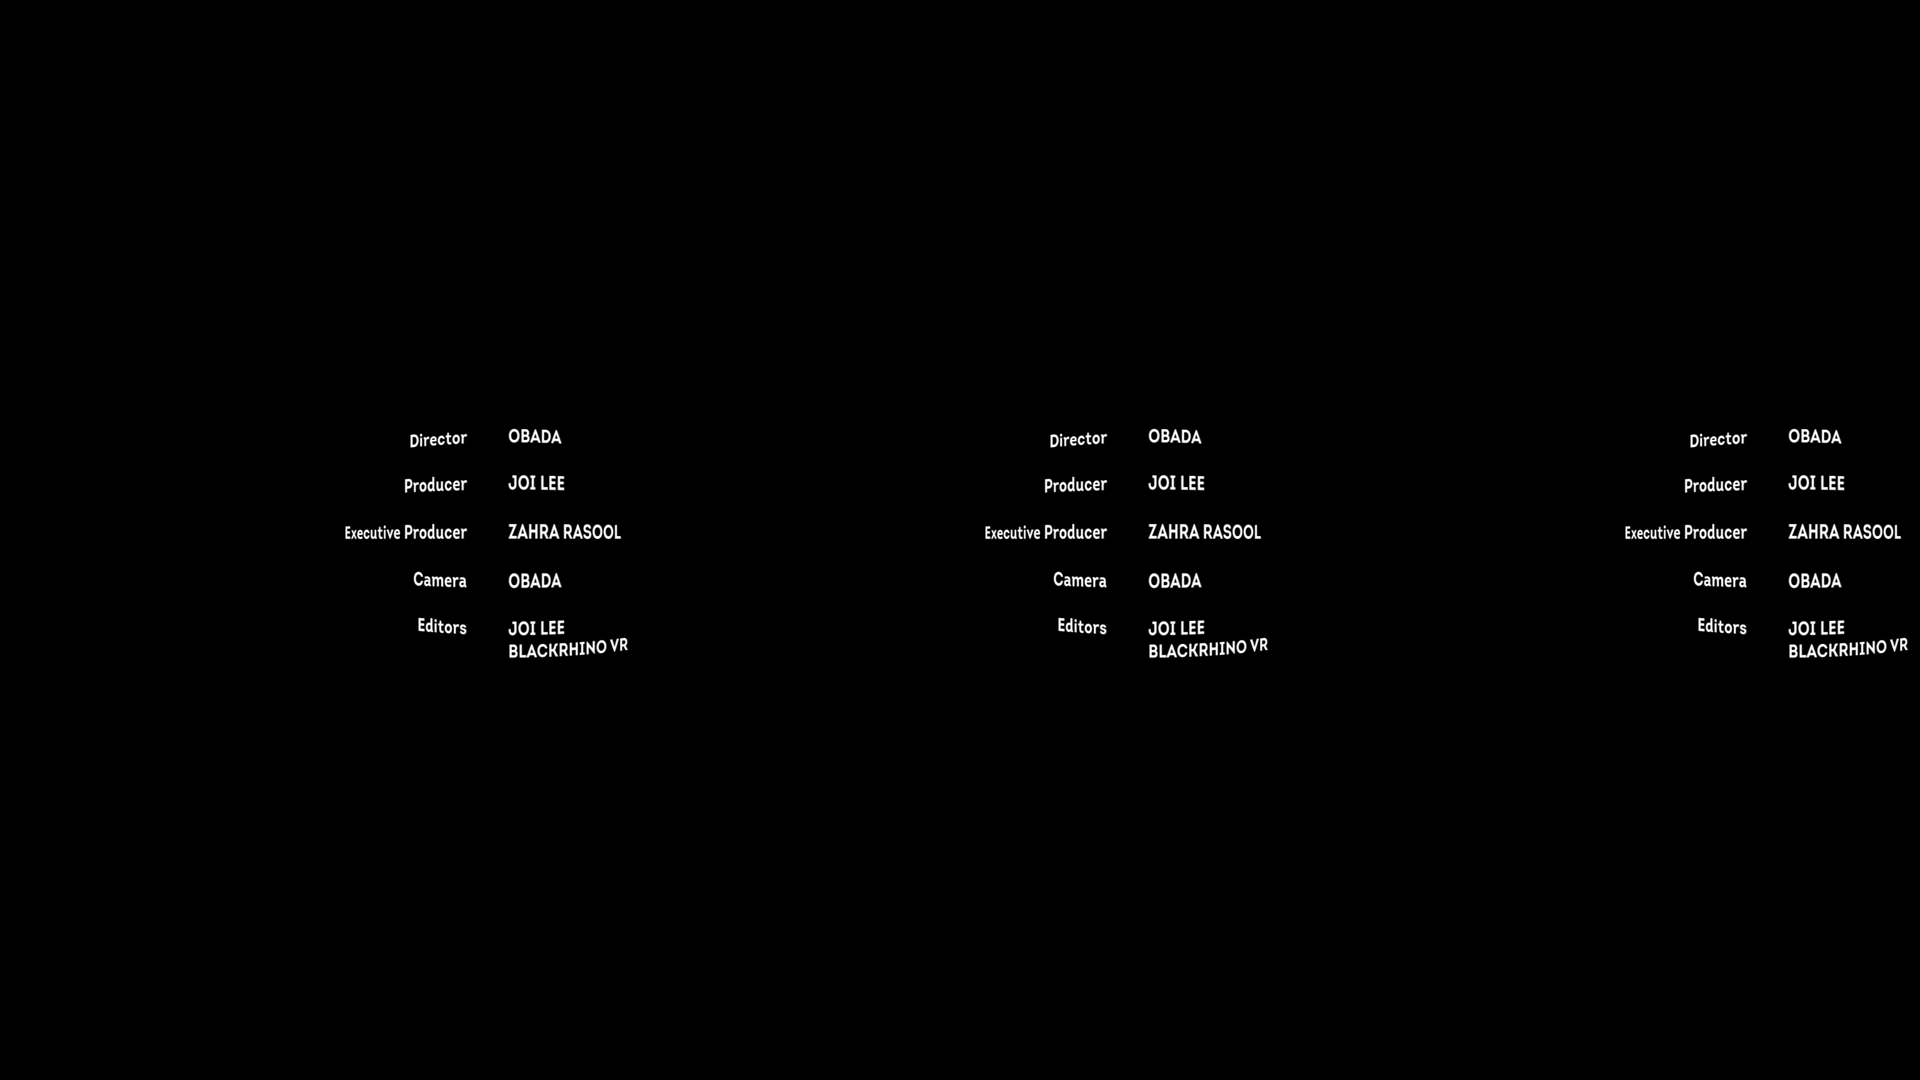 Director OBADA
Producer JOI LEE
Executive Producer ZAHRA RASOOL
Camera OBADA
Editors JOI LEE
BLACKRHINO VR
Director OBADA
Producer JOI LEE
Executive Producer ZAHRA RASOOL
Camera OBADA
Editors JOI LEE
BLACKRHINO VR
Director OBADA
Producer JOI LEE
Executive Producer ZAHRA RASOOL
Camera OBADA
Editors JOI LEE
BLACKRHINO VR